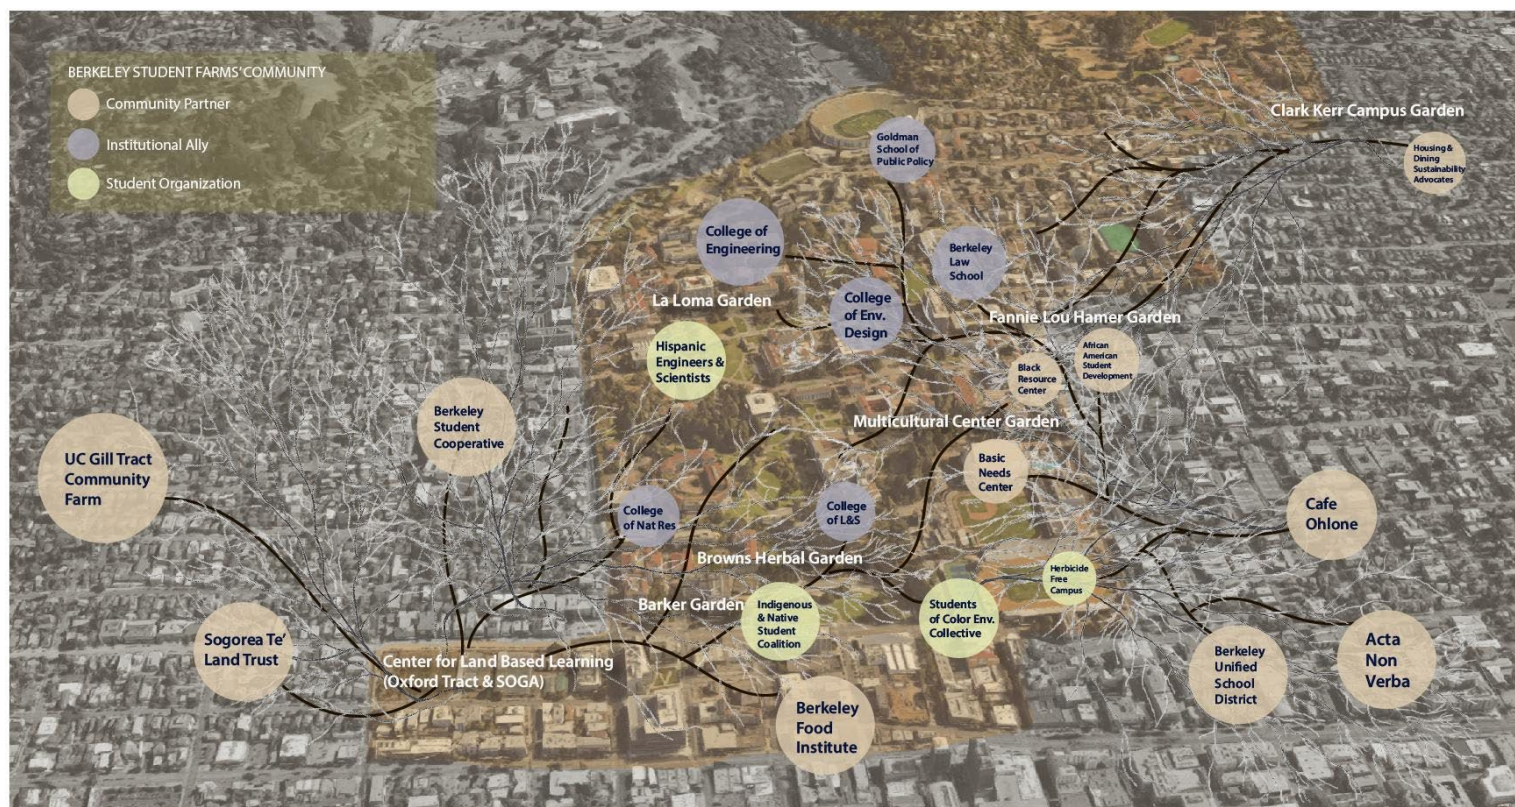 BERKELEY STUDENT FARMS' COMMUNITY
Community Partner
Institutional Ally
Student Organization
Clark Kerr Campus Garden
Goldman
School of
Public Policy
Housing &
Dining
Sustainability
Advocates
College of
Engineering
Berkeley
Law
School
La Loma Garden
College
of Env.
Design
Fannie Lou Hamer Garden
Hispanic
Engineers &
Scientists
African
American
Student
Development
Black
Resource
Center
Berkeley
Student
Cooperative
Multicultural Center Garden
UC Gill Tract
Community
Farm
Basic
Needs
Center
College
of Nat Res
College
of L&S
Cafe
Ohlone
Browns Herbal Garden
Herbicide
Free
Campus
Barker Garden
Indigenous
& Native
Student
Coalition
Students
of Color Env.
Collective
Sogorea Te'
Land Trust
Center for Land Based Learning
(Oxford Tract & SOGA)
Berkeley
Unified
School
District
Acta
Non
Verba
Berkeley
Food
Institute